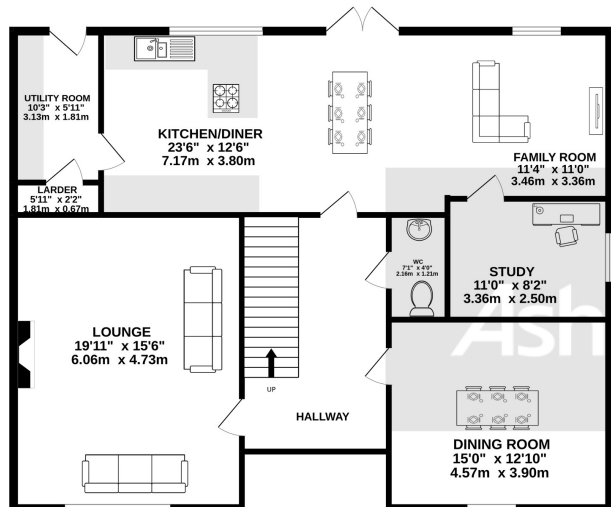 UTILITY ROOM
10'3" x 5'11"
3.13m x 1.81m
KITCHEN/DINER
23'6" x 12'6"
7.17m x 3.80m
FAMILY ROOM
11'4" x 11'0"
3.46m x 3.36m
LARDER
5'11" x 2'2"
1.81m x 0.67m
WC
7'1" x 4'0"
2.16m x 1.21m
STUDY
11'0" x 8'2"
3.36m x 2.50m
Ash
LOUNGE
19'11" x 15'6"
6.06m x 4.73m
UP
HALLWAY
DINING ROOM
15'0" x 12'10"
4.57m x 3.90m